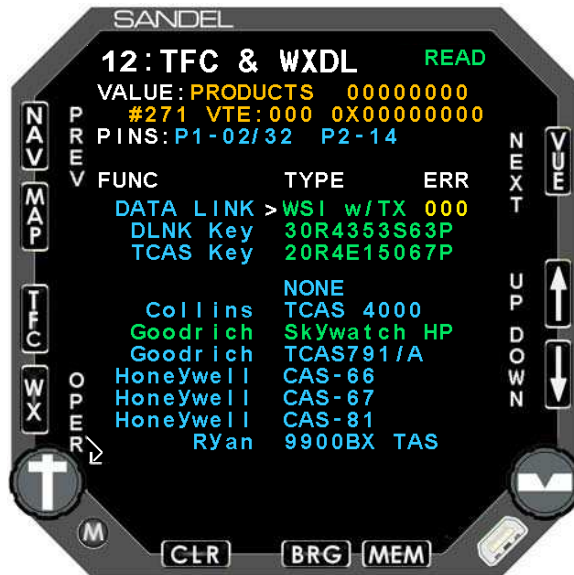 SANDEL
12:TFC & WXDL READ
VALUE:PRODUCTS 00000000
#271 VTE:000 0X00000000
PINS:P1-02/32 P2-14
FUNC TYPE ERR
DATA LINK >WSI w/TX 000
DLNK Key 30R4353S63P
TCAS Key 20R4E15067P
NONE
Collins TCAS 4000
Goodrich Skywatch HP
Goodrich TCAS791/A
Honeywell CAS-66
Honeywell CAS-67
Honeywell CAS-81
Ryan 9900BX TAS
NAV
MAP
TFC
WX
PREV
OPER
NEXT
UP DOWN
VUE
M
CLR
BRG
MEM